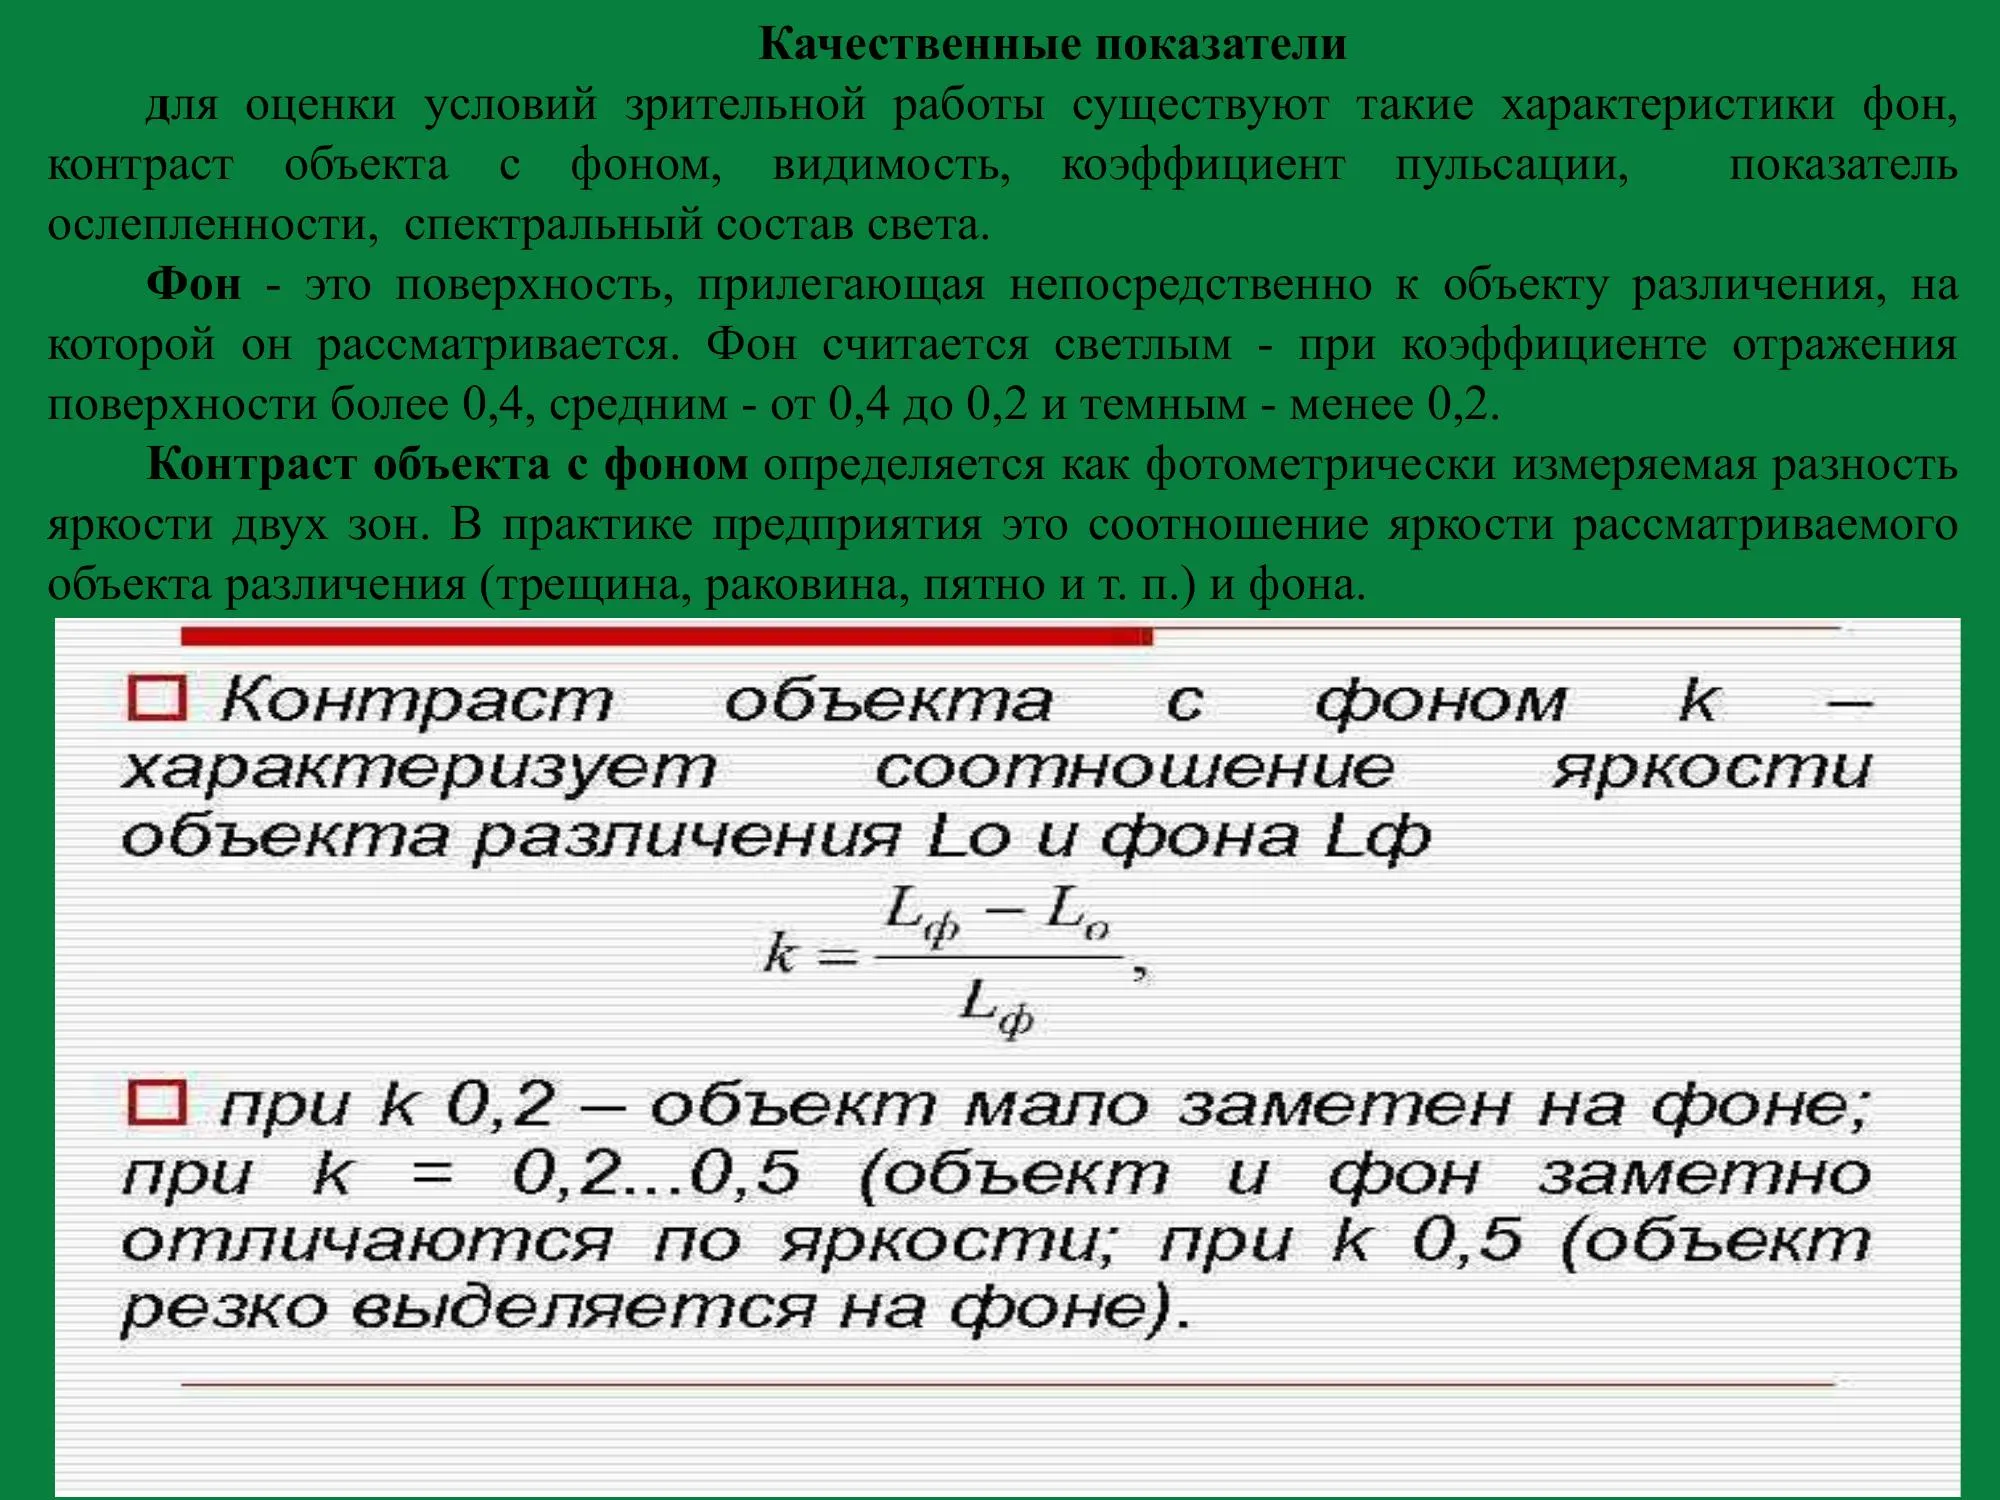 Качественные показатели
для оценки условий зрительной работы существуют такие характеристики фон,
контраст объекта с фоном, видимость, коэффициент пульсации, показатель
ослепленности, спектральный состав света.
Фон - это поверхность, прилегающая непосредственно к объекту различения, на
которой он рассматривается. Фон считается светлым - при коэффициенте отражения
поверхности более 0,4, средним - от 0,4 до 0,2 и темным - менее 0,2.
Контраст объекта с фоном определяется как фотометрически измеряемая разность
яркости двух зон. В практике предприятия это соотношение яркости рассматриваемого
объекта различения (трещина, раковина, пятно и т. п.) и фона.
Контраст объекта с фоном k –
характеризует соотношение яркости
объекта различения Lо и фона Lф
k = (Lф – Lо) / Lф,
при k 0,2 – объект мало заметен на фоне;
при k = 0,2...0,5 (объект и фон заметно
отличаются по яркости; при k 0,5 (объект
резко выделяется на фоне).